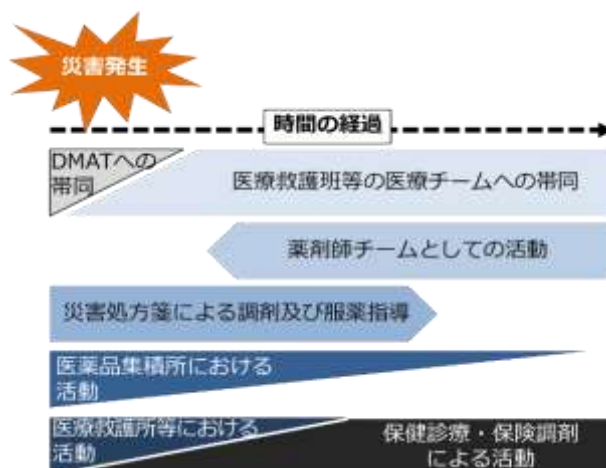 災害発生
時間の経過
DMATへの
帯同
医療救護班等の医療チームへの帯同
薬剤師チームとしての活動
災害処方箋による調剤及び服薬指導
医薬品集積所における
活動
医療救護所等における
活動
保健診療・保険調剤
による活動